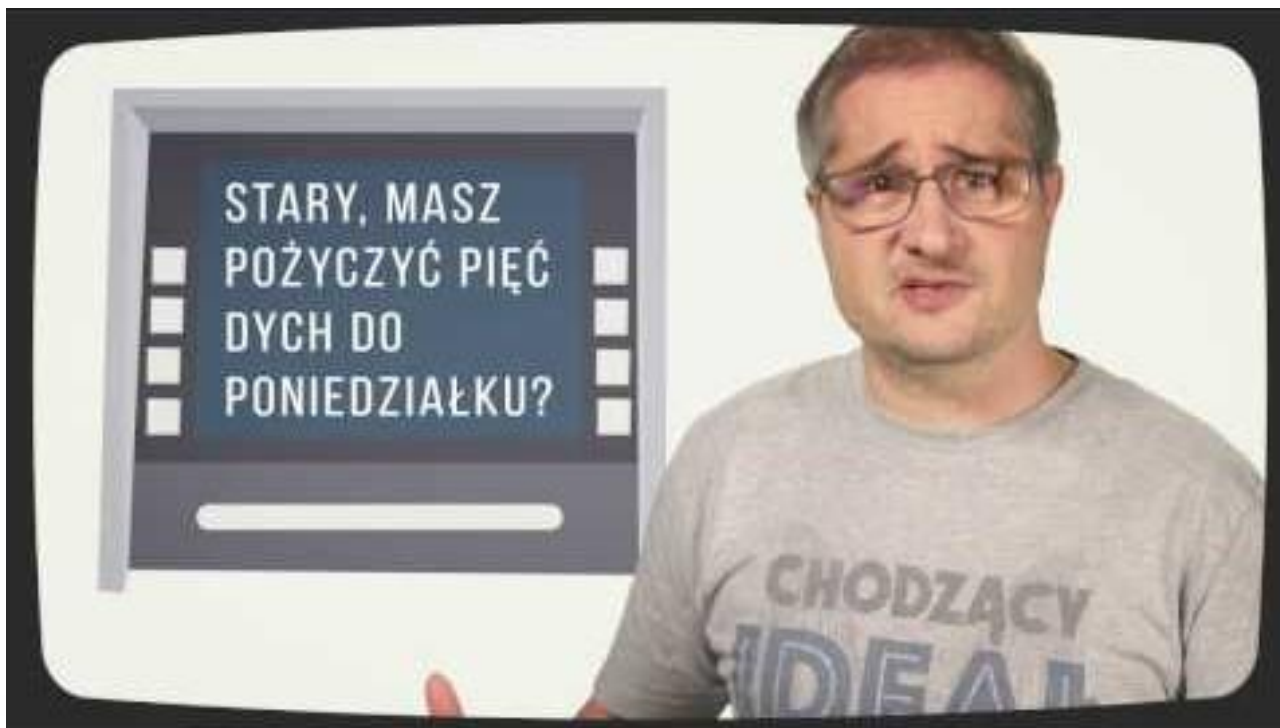 STARY, MASZ
POŻYCZYĆ PIĘĆ
DYCH DO
PONIEDZIAŁKU?
CHODZĄCY
IDEAŁ